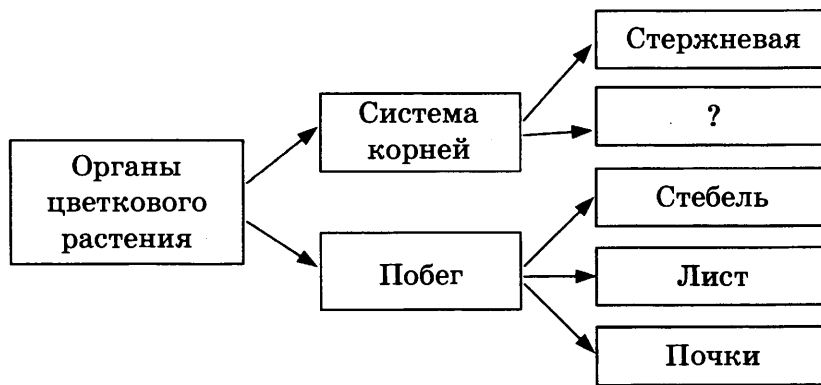 Органы
цветкового
растения
Система
корней
Побег
Стержневая
?
Стебель
Лист
Почки